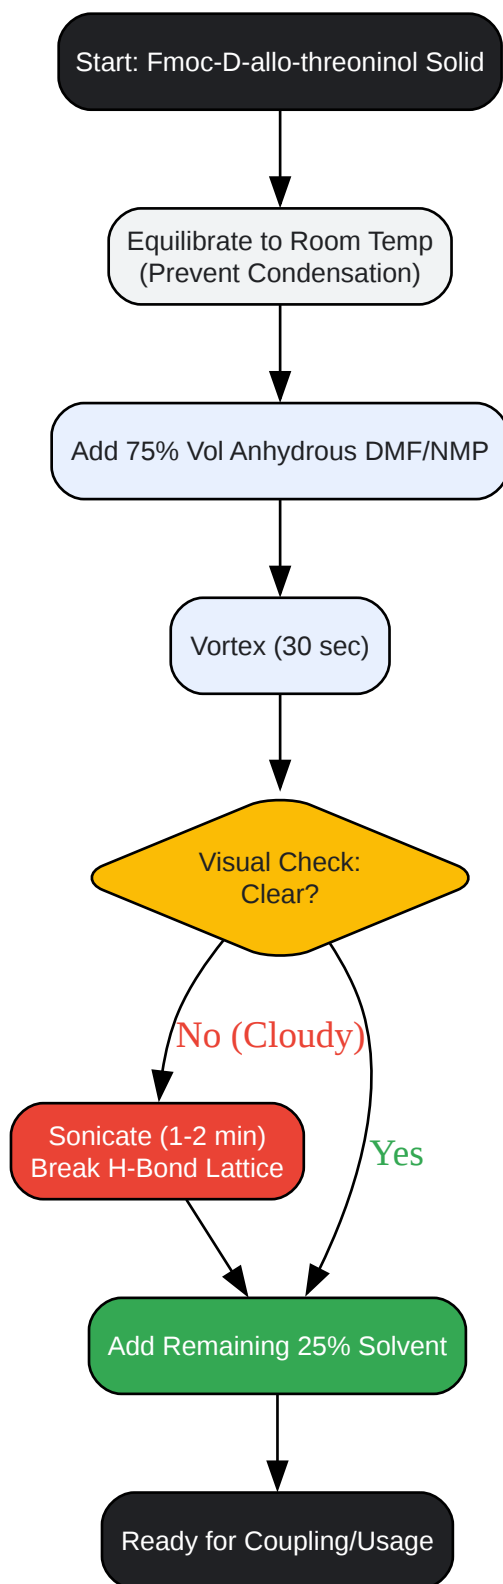 Start: Fmoc-D-allo-threoninol Solid
Equilibrate to Room Temp
(Prevent Condensation)
Add 75% Vol Anhydrous DMF/NMP
Vortex (30 sec)
Visual Check:
Clear?
No (Cloudy)
Yes
Sonicate (1-2 min)
Break H-Bond Lattice
Add Remaining 25% Solvent
Ready for Coupling/Usage